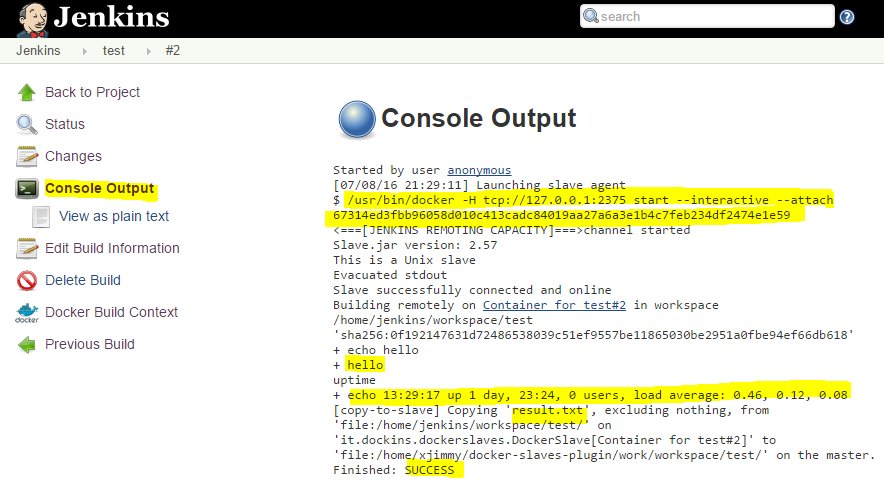 Jenkins
search
Jenkins
test
#2
Back to Project
Status
Changes
Console Output
View as plain text
Edit Build Information
Delete Build
docker
Docker Build Context
Previous Build
Console Output
Started by user anonymous
[07/08/16 21:29:11] Launching slave agent
$ /usr/bin/docker -H tcp://127.0.0.1:2375 start --interactive --attach
67314ed3fbb96058d010c413cadc84019aa27a6a3e1b4c7feb234df2474e1e59
<===[JENKINS REMOTING CAPACITY]===>channel started
Slave.jar version: 2.57
This is a Unix slave
Evacuated stdout
Slave successfully connected and online
Building remotely on Container for test#2 in workspace
/home/jenkins/workspace/test
'sha256:0f192147631d72486538039c51ef9557be11865030be2951a0fbe94ef66db618'
+ echo hello
+ hello
uptime
+ echo 13:29:17 up 1 day, 23:24, 0 users, load average: 0.46, 0.12, 0.08
[copy-to-slave] Copying 'result.txt', excluding nothing, from
'file:/home/jenkins/workspace/test/' on
'it.dockins.dockerslaves.DockerSlave[Container for test#2]' to
'file:/home/xjimmy/docker-slaves-plugin/work/workspace/test/' on the master.
Finished: SUCCESS